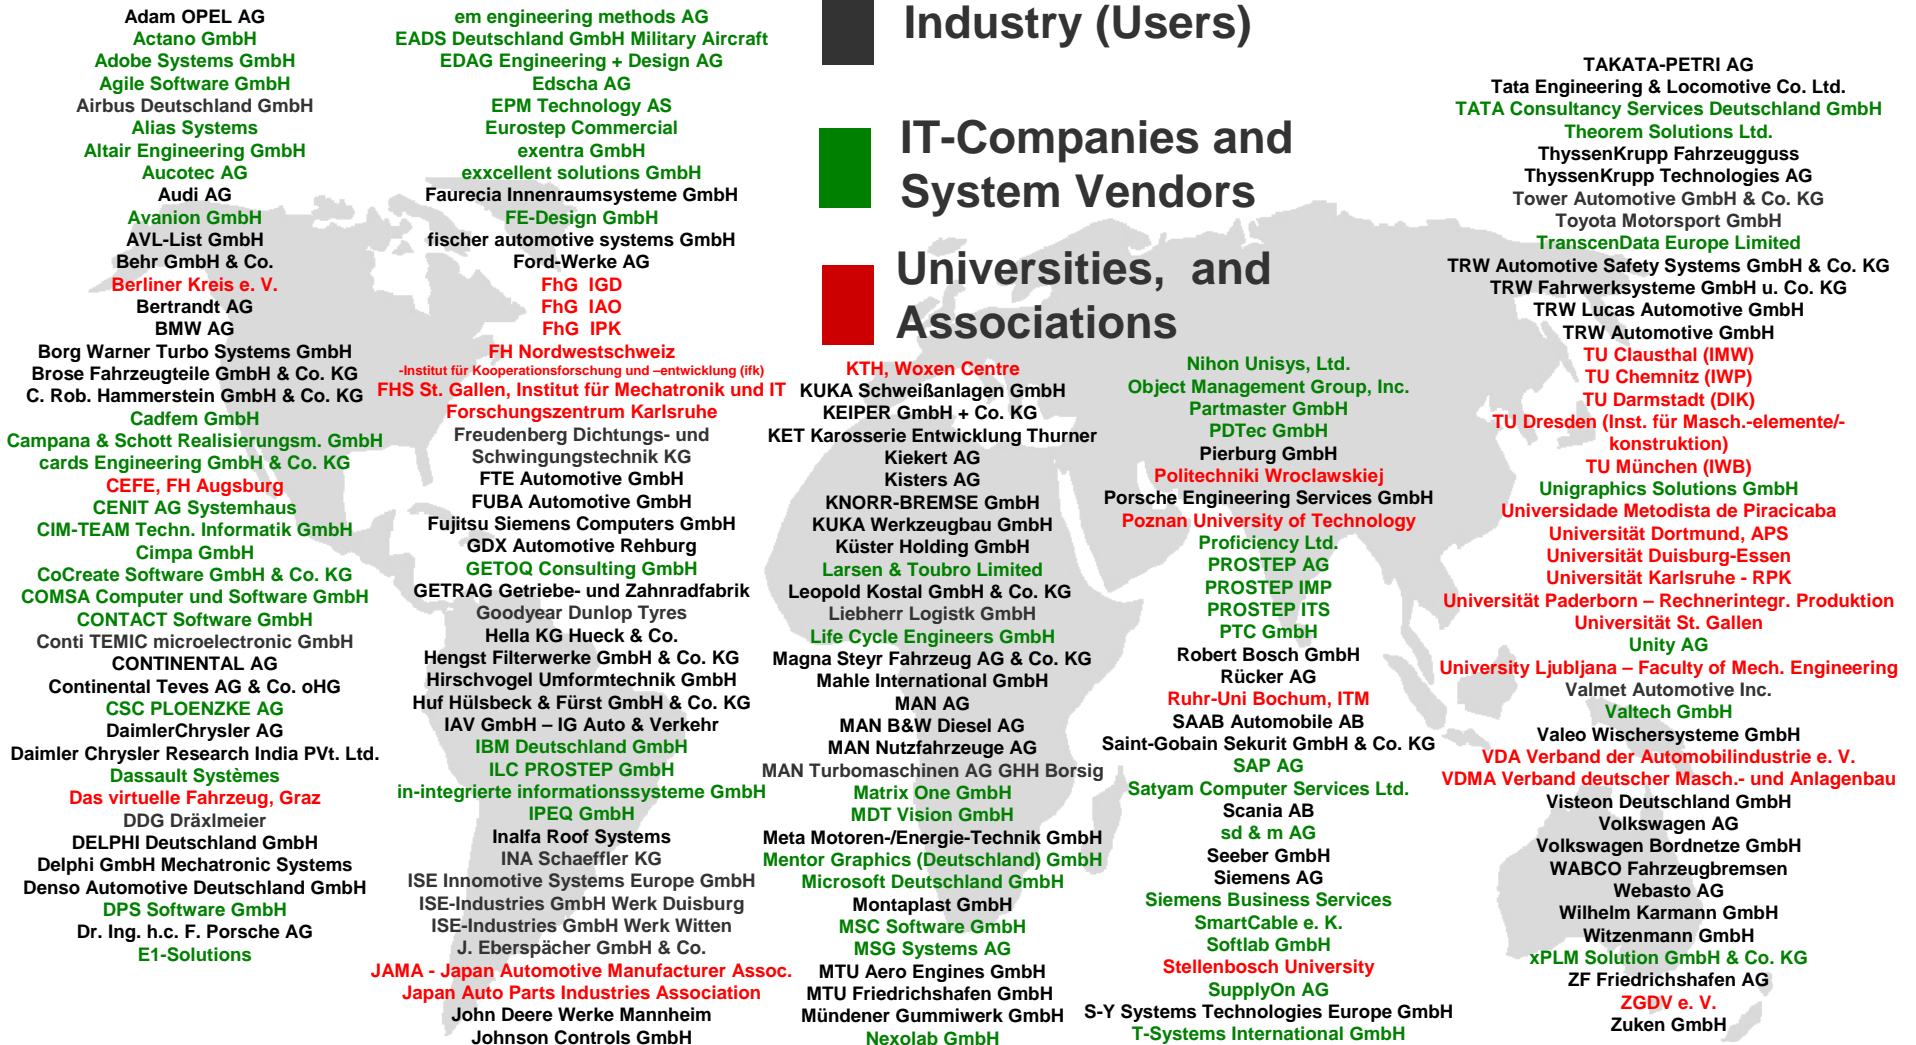 Adam OPEL AG
Actano GmbH
Adobe Systems GmbH
Agile Software GmbH
Airbus Deutschland GmbH
Alias Systems
Altair Engineering GmbH
Aucotec AG
Audi AG
Avanion GmbH
AVL-List GmbH
Behr GmbH & Co.
Berliner Kreis e. V.
Bertrandt AG
BMW AG
Borg Warner Turbo Systems GmbH
Brose Fahrzeugteile GmbH & Co. KG
C. Rob. Hammerstein GmbH & Co. KG
Cadfem GmbH
Campana & Schott Realisierungsm. GmbH
cards Engineering GmbH & Co. KG
CEFE, FH Augsburg
CENIT AG Systemhaus
CIM-TEAM Techn. Informatik GmbH
Cimpa GmbH
CoCreate Software GmbH & Co. KG
COMSA Computer und Software GmbH
CONTACT Software GmbH
Conti TEMIC microelectronic GmbH
CONTINENTAL AG
Continental Teves AG & Co. oHG
CSC PLOENZKE AG
DaimlerChrysler AG
Daimler Chrysler Research India PVt. Ltd.
Dassault Systèmes
Das virtuelle Fahrzeug, Graz
DDG Dräxlmeier
DELPHI Deutschland GmbH
Delphi GmbH Mechatronic Systems
Denso Automotive Deutschland GmbH
DPS Software GmbH
Dr. Ing. h.c. F. Porsche AG
E1-Solutions
em engineering methods AG
EADS Deutschland GmbH Military Aircraft
EDAG Engineering + Design AG
Edscha AG
EPM Technology AS
Eurostep Commercial
exentra GmbH
exxcellent solutions GmbH
Faurecia Innenraumsysteme GmbH
FE-Design GmbH
fischer automotive systems GmbH
Ford-Werke AG
FhG IGD
FhG IAO
FhG IPK
FH Nordwestschweiz
-Institut für Kooperationsforschung und –entwicklung (ifk)
FHS St. Gallen, Institut für Mechatronik und IT
Forschungszentrum Karlsruhe
Freudenberg Dichtungs- und
Schwingungstechnik KG
FTE Automotive GmbH
FUBA Automotive GmbH
Fujitsu Siemens Computers GmbH
GDX Automotive Rehburg
GETOQ Consulting GmbH
GETRAG Getriebe- und Zahnradfabrik
Goodyear Dunlop Tyres
Hella KG Hueck & Co.
Hengst Filterwerke GmbH & Co. KG
Hirschvogel Umformtechnik GmbH
Huf Hülsbeck & Fürst GmbH & Co. KG
IAV GmbH – IG Auto & Verkehr
IBM Deutschland GmbH
ILC PROSTEP GmbH
in-integrierte informationssysteme GmbH
IPEQ GmbH
Inalfa Roof Systems
INA Schaeffler KG
ISE Innomotive Systems Europe GmbH
ISE-Industries GmbH Werk Duisburg
ISE-Industries GmbH Werk Witten
J. Eberspächer GmbH & Co.
JAMA - Japan Automotive Manufacturer Assoc.
Japan Auto Parts Industries Association
John Deere Werke Mannheim
Johnson Controls GmbH
Industry (Users)
IT-Companies and
System Vendors
Universities, and
Associations
KTH, Woxen Centre
KUKA Schweißanlagen GmbH
KEIPER GmbH + Co. KG
KET Karosserie Entwicklung Thurner
Kiekert AG
Kisters AG
KNORR-BREMSE GmbH
KUKA Werkzeugbau GmbH
Küster Holding GmbH
Larsen & Toubro Limited
Leopold Kostal GmbH & Co. KG
Liebherr Logistk GmbH
Life Cycle Engineers GmbH
Magna Steyr Fahrzeug AG & Co. KG
Mahle International GmbH
MAN AG
MAN B&W Diesel AG
MAN Nutzfahrzeuge AG
MAN Turbomaschinen AG GHH Borsig
Matrix One GmbH
MDT Vision GmbH
Meta Motoren-/Energie-Technik GmbH
Mentor Graphics (Deutschland) GmbH
Microsoft Deutschland GmbH
Montaplast GmbH
MSC Software GmbH
MSG Systems AG
MTU Aero Engines GmbH
MTU Friedrichshafen GmbH
Mündener Gummiwerk GmbH
Nexolab GmbH
Nihon Unisys, Ltd.
Object Management Group, Inc.
Partmaster GmbH
PDTec GmbH
Pierburg GmbH
Politechniki Wroclawskiej
Porsche Engineering Services GmbH
Poznan University of Technology
Proficiency Ltd.
PROSTEP AG
PROSTEP IMP
PROSTEP ITS
PTC GmbH
Robert Bosch GmbH
Rücker AG
Ruhr-Uni Bochum, ITM
SAAB Automobile AB
Saint-Gobain Sekurit GmbH & Co. KG
SAP AG
Satyam Computer Services Ltd.
Scania AB
sd & m AG
Seeber GmbH
Siemens AG
Siemens Business Services
SmartCable e. K.
Softlab GmbH
Stellenbosch University
SupplyOn AG
S-Y Systems Technologies Europe GmbH
T-Systems International GmbH
TAKATA-PETRI AG
Tata Engineering & Locomotive Co. Ltd.
TATA Consultancy Services Deutschland GmbH
Theorem Solutions Ltd.
ThyssenKrupp Fahrzeugguss
ThyssenKrupp Technologies AG
Tower Automotive GmbH & Co. KG
Toyota Motorsport GmbH
TranscenData Europe Limited
TRW Automotive Safety Systems GmbH & Co. KG
TRW Fahrwerksysteme GmbH u. Co. KG
TRW Lucas Automotive GmbH
TRW Automotive GmbH
TU Clausthal (IMW)
TU Chemnitz (IWP)
TU Darmstadt (DIK)
TU Dresden (Inst. für Masch.-elemente/-
konstruktion)
TU München (IWB)
Unigraphics Solutions GmbH
Universidade Metodista de Piracicaba
Universität Dortmund, APS
Universität Duisburg-Essen
Universität Karlsruhe - RPK
Universität Paderborn – Rechnerintegr. Produktion
Universität St. Gallen
Unity AG
University Ljubljana – Faculty of Mech. Engineering
Valmet Automotive Inc.
Valtech GmbH
Valeo Wischersysteme GmbH
VDA Verband der Automobilindustrie e. V.
VDMA Verband deutscher Masch.- und Anlagenbau
Visteon Deutschland GmbH
Volkswagen AG
Volkswagen Bordnetze GmbH
WABCO Fahrzeugbremsen
Webasto AG
Wilhelm Karmann GmbH
Witzenmann GmbH
xPLM Solution GmbH & Co. KG
ZF Friedrichshafen AG
ZGDV e. V.
Zuken GmbH